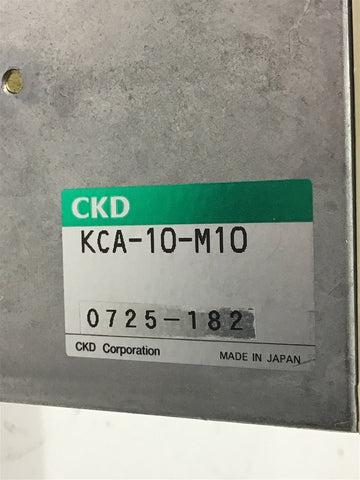 CKD
KCA-10-M10
0725-182
CKD Corporation
MADE IN JAPAN